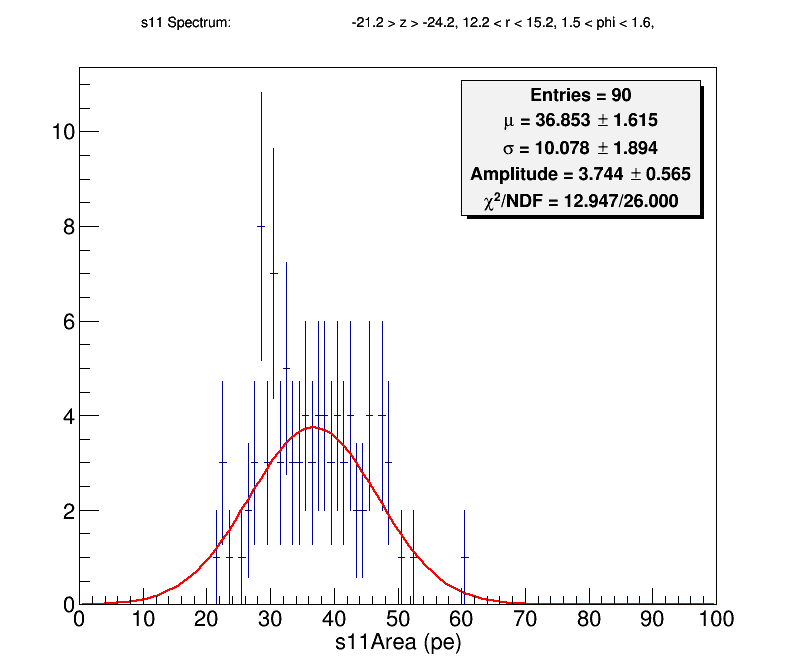 s11 Spectrum: -21.2 > z > -24.2, 12.2 < r < 15.2, 1.5 < phi < 1.6,
Entries = 90
μ = 36.853 ± 1.615
σ = 10.078 ± 1.894
Amplitude = 3.744 ± 0.565
χ²/NDF = 12.947/26.000
10
8
6
4
2
0
0 10 20 30 40 50 60 70 80 90 100
s11Area (pe)